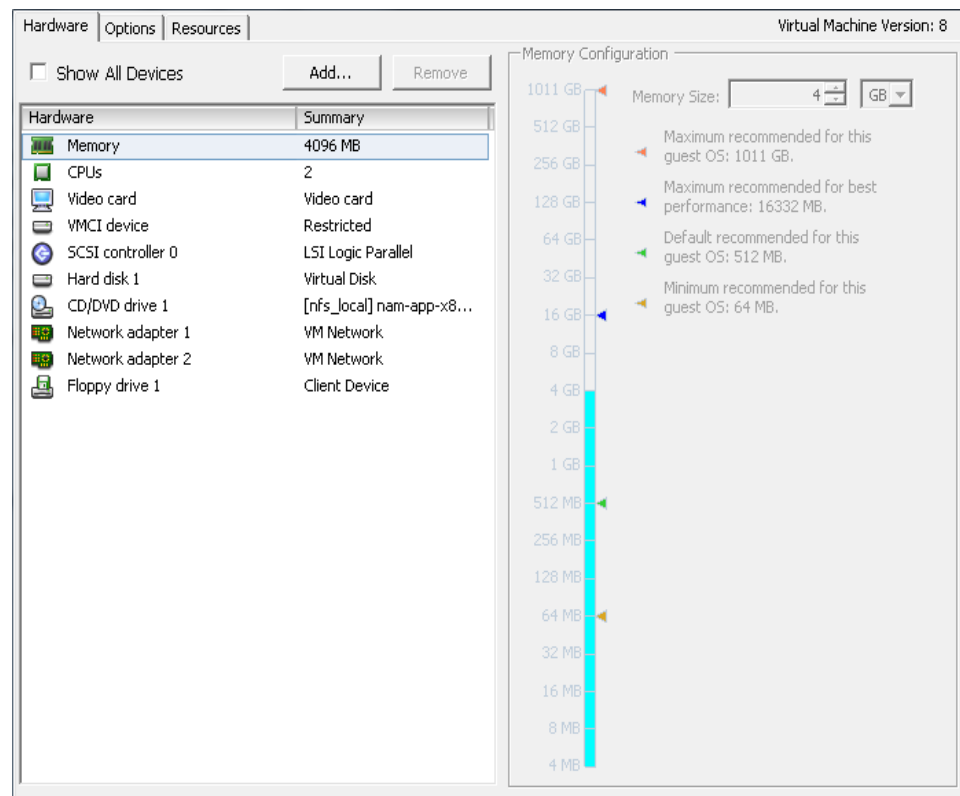 Hardware Options Resources Virtual Machine Version: 8
Show All Devices Add... Remove
Hardware Summary
Memory 4096 MB
CPUs 2
Video card Video card
VMCI device Restricted
SCSI controller 0 LSI Logic Parallel
Hard disk 1 Virtual Disk
CD/DVD drive 1 [nfs_local] nam-app-x8...
Network adapter 1 VM Network
Network adapter 2 VM Network
Floppy drive 1 Client Device
Memory Configuration
Memory Size: 4 GB
1011 GB
512 GB
256 GB
128 GB
64 GB
32 GB
16 GB
8 GB
4 GB
2 GB
1 GB
512 MB
256 MB
128 MB
64 MB
32 MB
16 MB
8 MB
4 MB
Maximum recommended for this
guest OS: 1011 GB.
Maximum recommended for best
performance: 16332 MB.
Default recommended for this
guest OS: 512 MB.
Minimum recommended for this
guest OS: 64 MB.